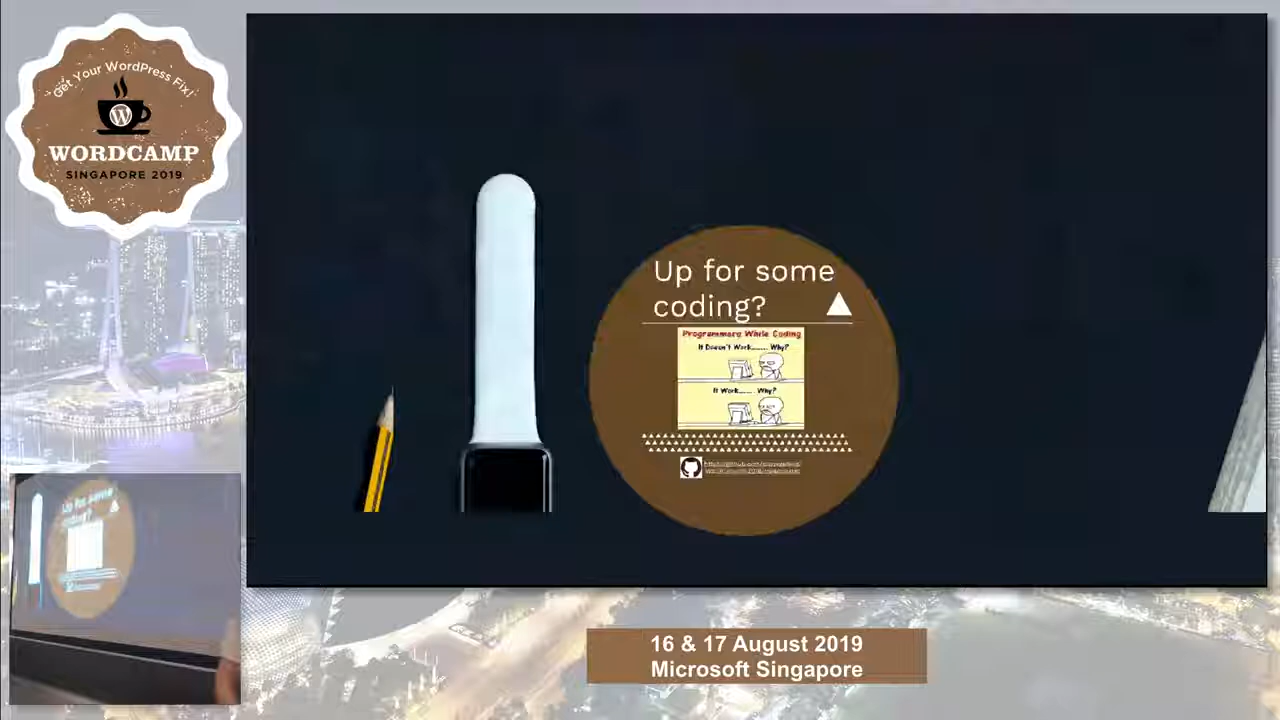 Get Your WordPress Fix!
WORDCAMP
SINGAPORE 2019
Up for some
coding?
Programmers While Coding
It Doesn't Work....... Why?
It Work....... Why?
16 & 17 August 2019
Microsoft Singapore